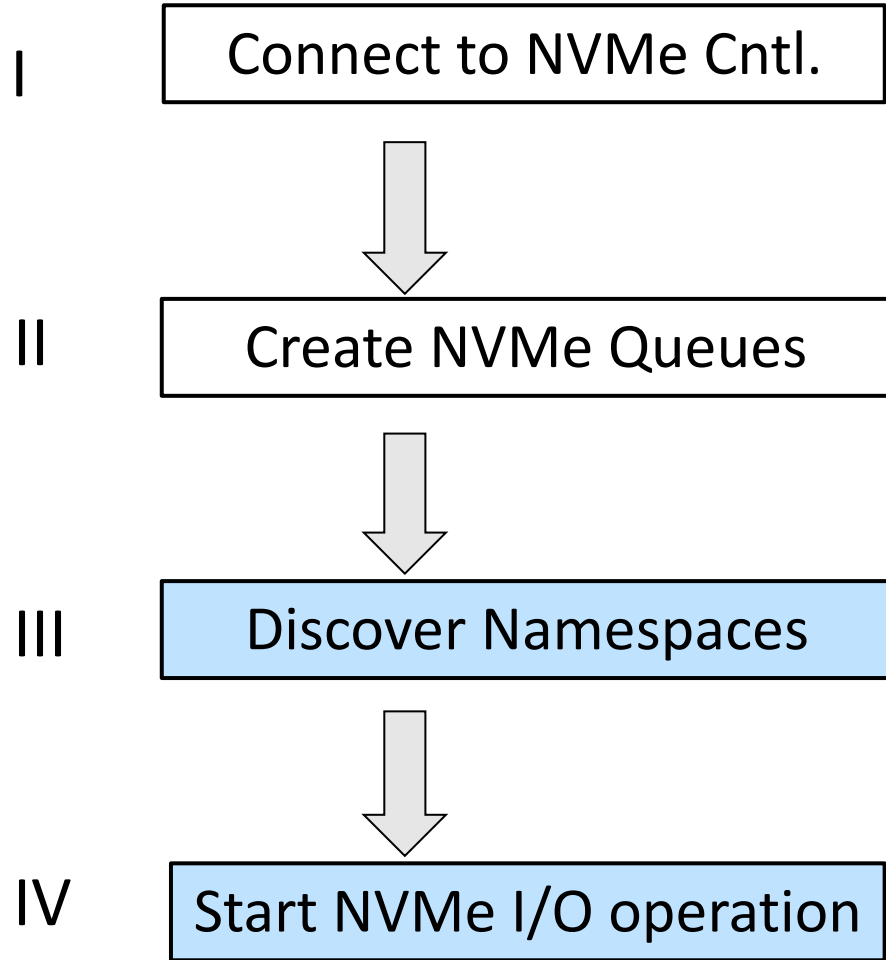 I
Connect to NVMe Cntl.
II
Create NVMe Queues
III
Discover Namespaces
IV
Start NVMe I/O operation